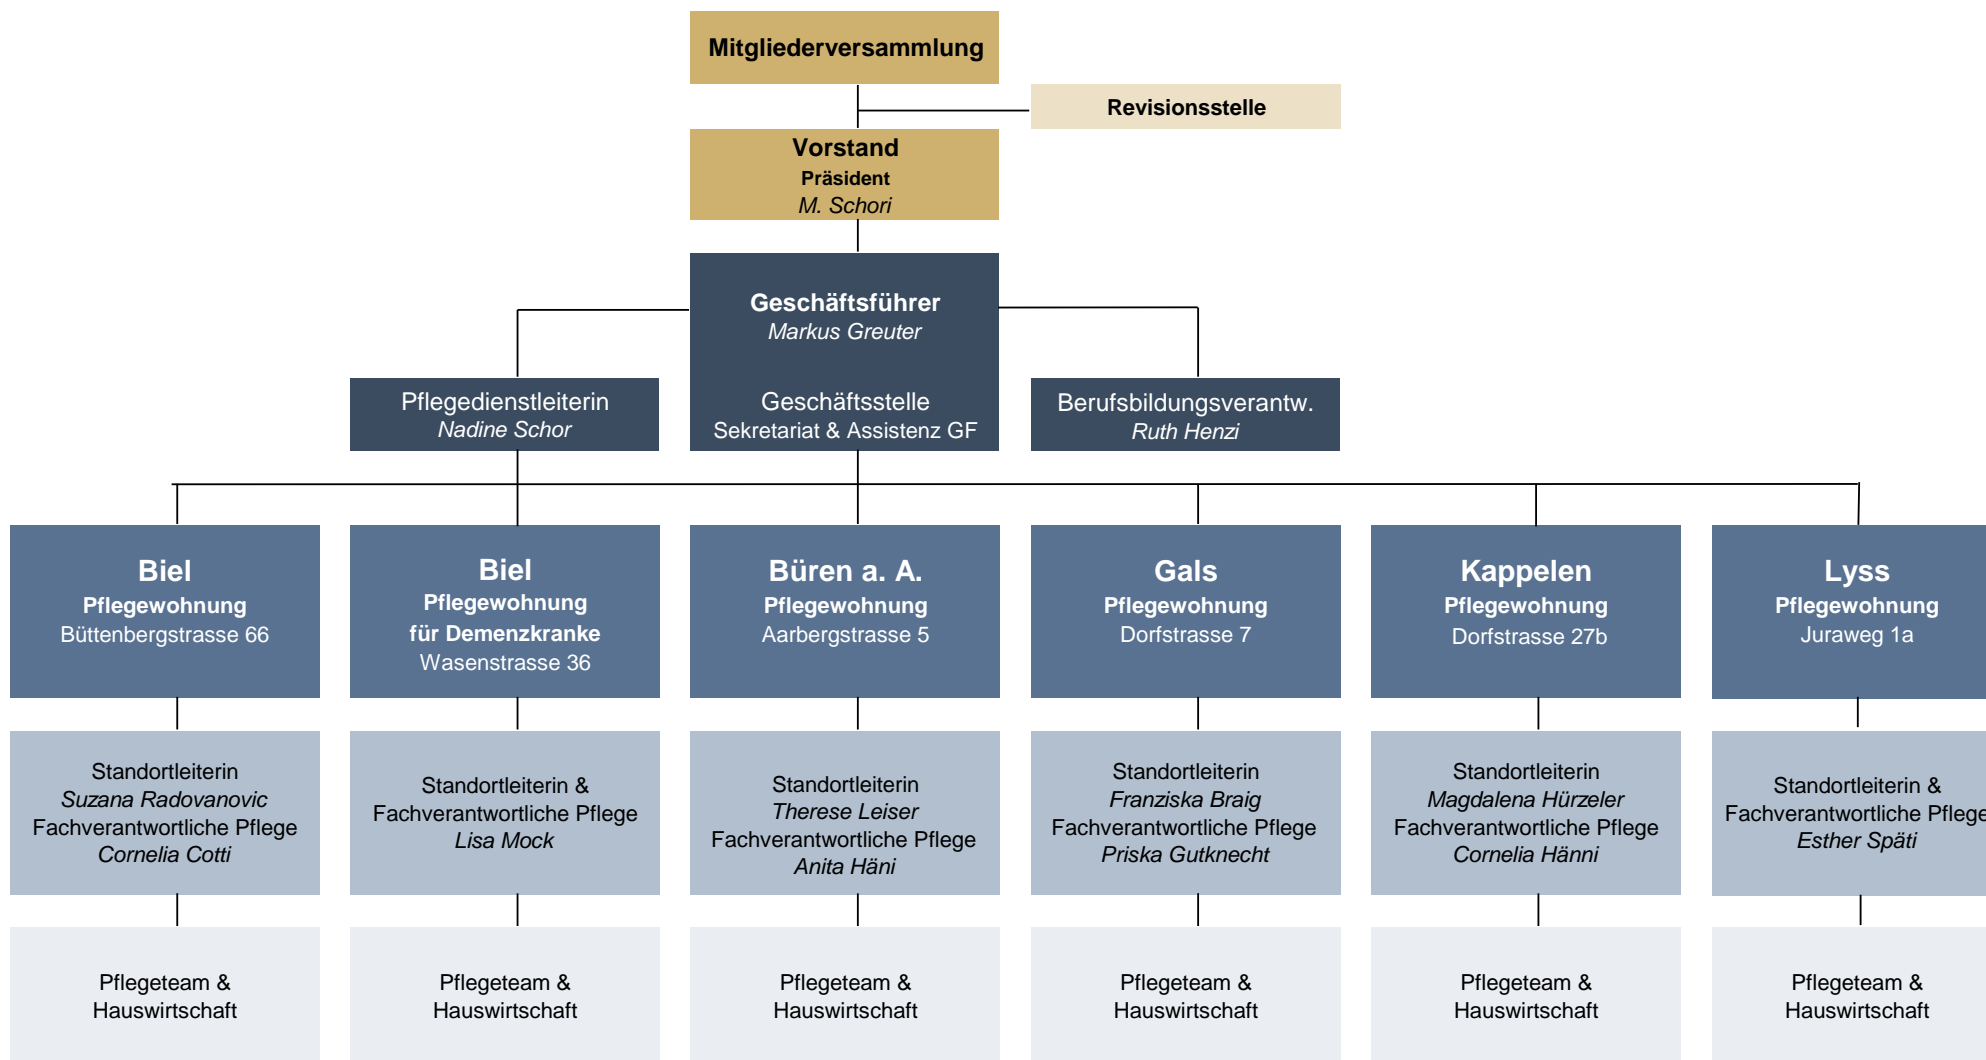 Mitgliederversammlung
Revisionsstelle
Vorstand
Präsident
M. Schori
Geschäftsführer
Markus Greuter
Geschäftsstelle
Sekretariat & Assistenz GF
Pflegedienstleiterin
Nadine Schor
Berufsbildungsverantw.
Ruth Henzi
Biel
Pflegewohnung
Büttenbergstrasse 66
Biel
Pflegewohnung
für Demenzkranke
Wasenstrasse 36
Büren a. A.
Pflegewohnung
Aarbergstrasse 5
Gals
Pflegewohnung
Dorfstrasse 7
Kappelen
Pflegewohnung
Dorfstrasse 27b
Lyss
Pflegewohnung
Juraweg 1a
Standortleiterin
Suzana Radovanovic
Fachverantwortliche Pflege
Cornelia Cotti
Standortleiterin &
Fachverantwortliche Pflege
Lisa Mock
Standortleiterin
Therese Leiser
Fachverantwortliche Pflege
Anita Häni
Standortleiterin
Franziska Braig
Fachverantwortliche Pflege
Priska Gutknecht
Standortleiterin
Magdalena Hürzeler
Fachverantwortliche Pflege
Cornelia Hänni
Standortleiterin &
Fachverantwortliche Pflege
Esther Späti
Pflegeteam &
Hauswirtschaft
Pflegeteam &
Hauswirtschaft
Pflegeteam &
Hauswirtschaft
Pflegeteam &
Hauswirtschaft
Pflegeteam &
Hauswirtschaft
Pflegeteam &
Hauswirtschaft